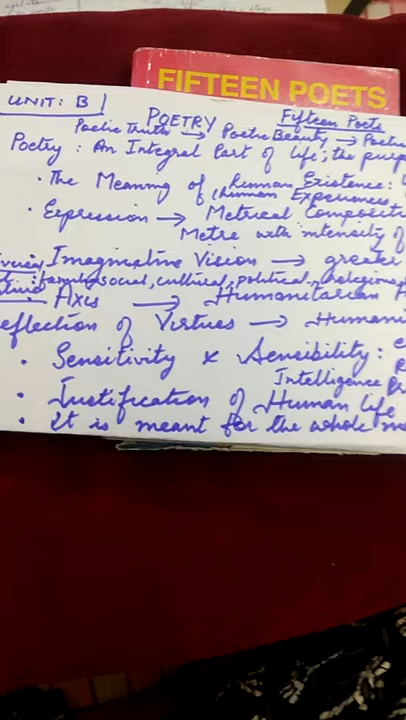 FIFTEEN POETS
UNIT: B
POETRY Fifteen Poets
Poetic Truth → Poetic Beauty → Poetic
Poetry : An Integral Part of Life; the purp
· The Meaning of human Existence:
human Experiences
· Expression → Metrical Composit
Metre with intensity of
Imaginative Vision → greater
family, social, cultural, political, religious
Axis → Humanitarian
eflection of Virtues → Humani
· Sensitivity x Sensibility:
Intelligence
· Justification of Human life
· It is meant for the whole m